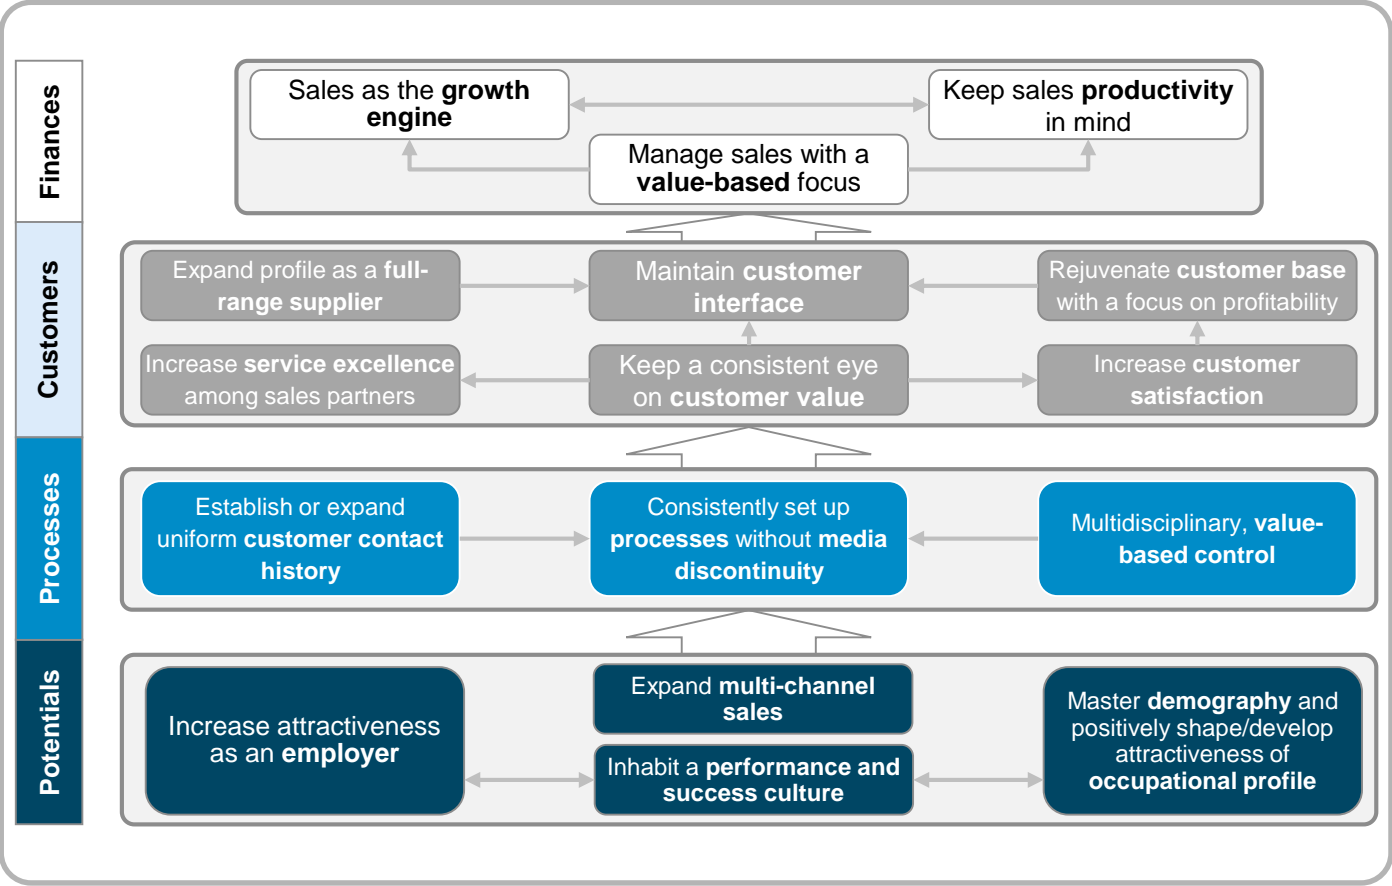 Finances
Sales as the growth
engine
Keep sales productivity
in mind
Manage sales with a
value-based focus
Customers
Expand profile as a full-
range supplier
Maintain customer
interface
Rejuvenate customer base
with a focus on profitability
Increase service excellence
among sales partners
Keep a consistent eye
on customer value
Increase customer
satisfaction
Processes
Establish or expand
uniform customer contact
history
Consistently set up
processes without media
discontinuity
Multidisciplinary, value-
based control
Potentials
Increase attractiveness
as an employer
Expand multi-channel
sales
Inhabit a performance and
success culture
Master demography and
positively shape/develop
attractiveness of
occupational profile